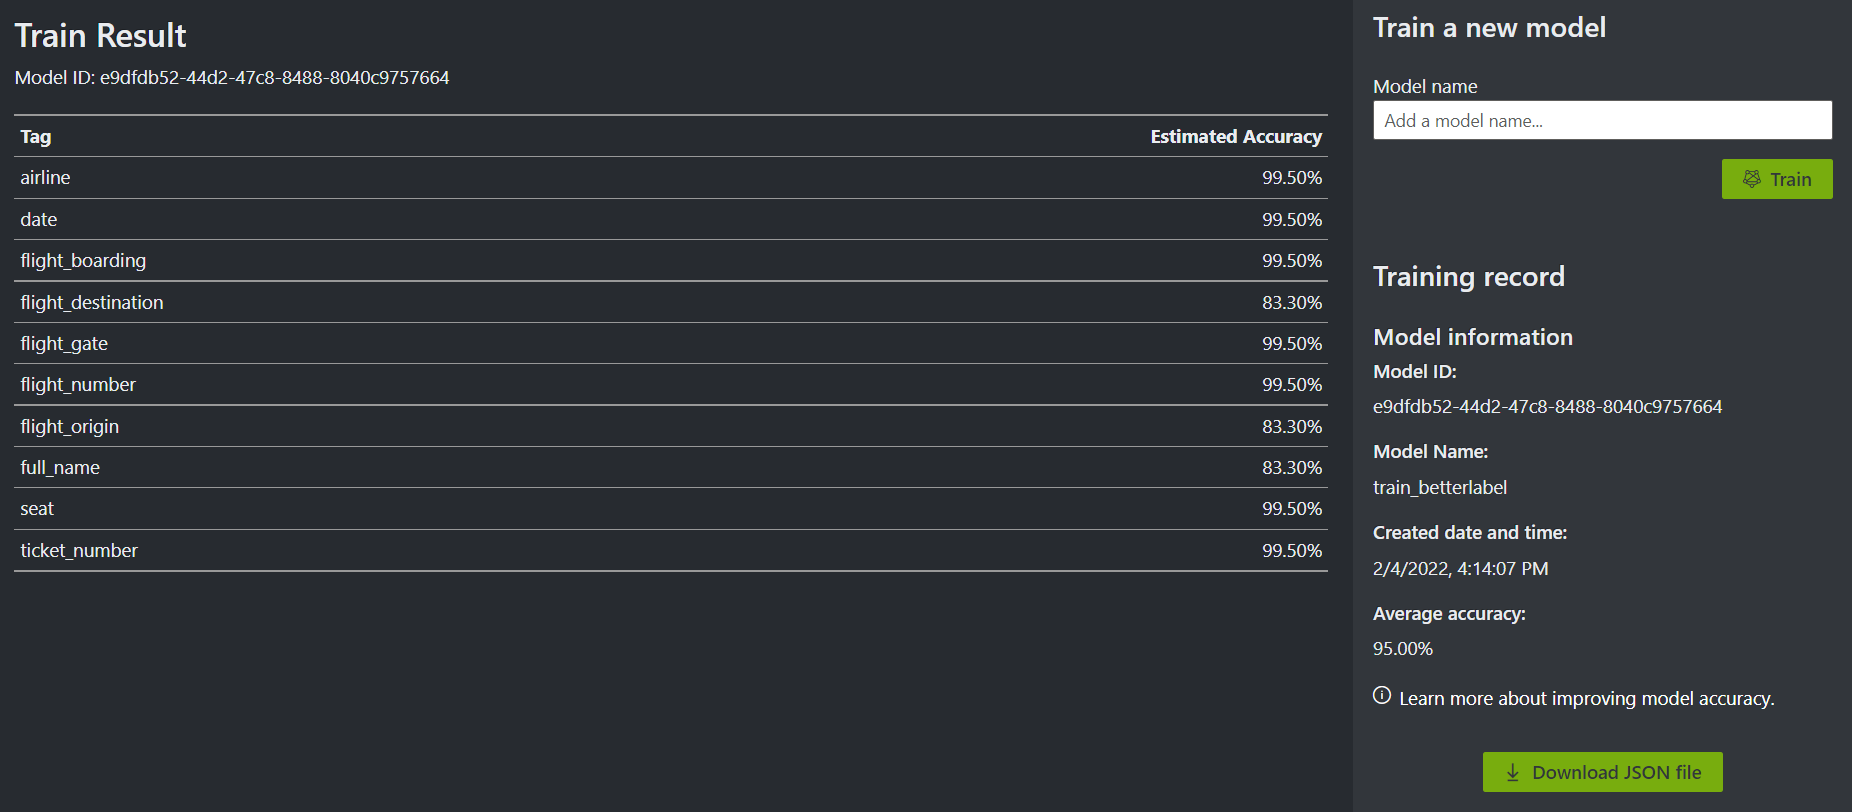 Train Result
Model ID: e9dfdb52-44d2-47c8-8488-8040c9757664
Tag Estimated Accuracy
airline 99.50%
date 99.50%
flight_boarding 99.50%
flight_destination 83.30%
flight_gate 99.50%
flight_number 99.50%
flight_origin 83.30%
full_name 83.30%
seat 99.50%
ticket_number 99.50%
Train a new model
Model name
Add a model name...
Train
Training record
Model information
Model ID:
e9dfdb52-44d2-47c8-8488-8040c9757664
Model Name:
train_betterlabel
Created date and time:
2/4/2022, 4:14:07 PM
Average accuracy:
95.00%
Learn more about improving model accuracy.
Download JSON file